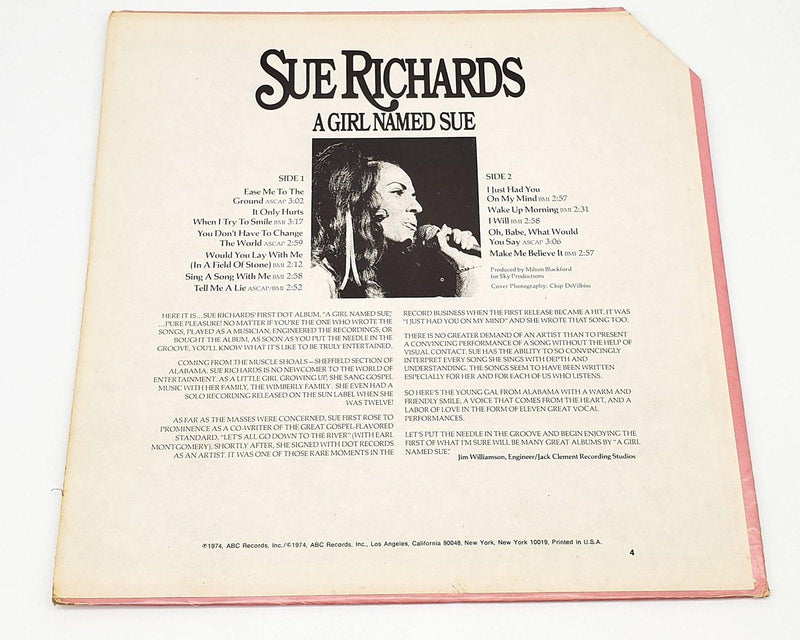 SUE RICHARDS
A GIRL NAMED SUE
SIDE 1
Ease Me To The
Ground ASCAP 3:02
It Only Hurts
When I Try To Smile BMI 3:17
You Don't Have To Change
The World ASCAP 2:59
Would You Lay With Me
(In A Field Of Stone) BMI 2:12
Sing A Song With Me BMI 2:58
Tell Me A Lie ASCAP/BMI 2:52
SIDE 2
I Just Had You
On My Mind BMI 2:57
Wake Up Morning BMI 2:31
I Will BMI 2:58
Oh, Babe, What Would
You Say ASCAP 3:06
Make Me Believe It BMI 2:57
Produced by Milton Blackford
for Sky Productions
Cover Photography: Chip DeVilbiss
HERE IT IS...SUE RICHARDS' FIRST DOT ALBUM, "A GIRL NAMED SUE,"
...PURE PLEASURE! NO MATTER IF YOU'RE THE ONE WHO WROTE THE
SONGS, PLAYED AS A MUSICIAN, ENGINEERED THE RECORDINGS, OR
BOUGHT THE ALBUM, AS SOON AS YOU PUT THE NEEDLE IN THE
GROOVE, YOU'LL KNOW WHAT IT'S LIKE TO BE TRULY ENTERTAINED.
COMING FROM THE MUSCLE SHOALS—SHEFFIELD SECTION OF
ALABAMA, SUE RICHARDS IS NO NEWCOMER TO THE WORLD OF
ENTERTAINMENT. AS A LITTLE GIRL GROWING UP, SHE SANG GOSPEL
MUSIC WITH HER FAMILY, THE WIMBERLY FAMILY. SHE EVEN HAD A
SOLO RECORDING RELEASED ON THE SUN LABEL WHEN SHE
WAS TWELVE!
AS FAR AS THE MASSES WERE CONCERNED, SUE FIRST ROSE TO
PROMINENCE AS A CO-WRITER OF THE GREAT GOSPEL-FLAVORED
STANDARD, "LET'S ALL GO DOWN TO THE RIVER" (WITH EARL
MONTGOMERY); SHORTLY AFTER, SHE SIGNED WITH DOT RECORDS
AS AN ARTIST. IT WAS ONE OF THOSE RARE MOMENTS IN THE
RECORD BUSINESS WHEN THE FIRST RELEASE BECAME A HIT. IT WAS
"I JUST HAD YOU ON MY MIND" AND SHE WROTE THAT SONG TOO.
THERE IS NO GREATER DEMAND OF AN ARTIST THAN TO PRESENT
A CONVINCING PERFORMANCE OF A SONG WITHOUT THE HELP OF
VISUAL CONTACT. SUE HAS THE ABILITY TO SO CONVINCINGLY
INTERPRET EVERY SONG SHE SINGS WITH DEPTH AND
UNDERSTANDING. THE SONGS SEEM TO HAVE BEEN WRITTEN
ESPECIALLY FOR HER AND FOR EACH OF US WHO LISTENS.
SO HERE'S THE YOUNG GAL FROM ALABAMA WITH A WARM AND
FRIENDLY SMILE, A VOICE THAT COMES FROM THE HEART, AND A
LABOR OF LOVE IN THE FORM OF ELEVEN GREAT VOCAL
PERFORMANCES.
LET'S PUT THE NEEDLE IN THE GROOVE AND BEGIN ENJOYING THE
FIRST OF WHAT I'M SURE WILL BE MANY GREAT ALBUMS BY "A GIRL
NAMED SUE."
Jim Williamson, Engineer/Jack Clement Recording Studios
℗1974, ABC Records, Inc./©1974, ABC Records, Inc., Los Angeles, California 90048, New York, New York 10019, Printed in U.S.A.
4